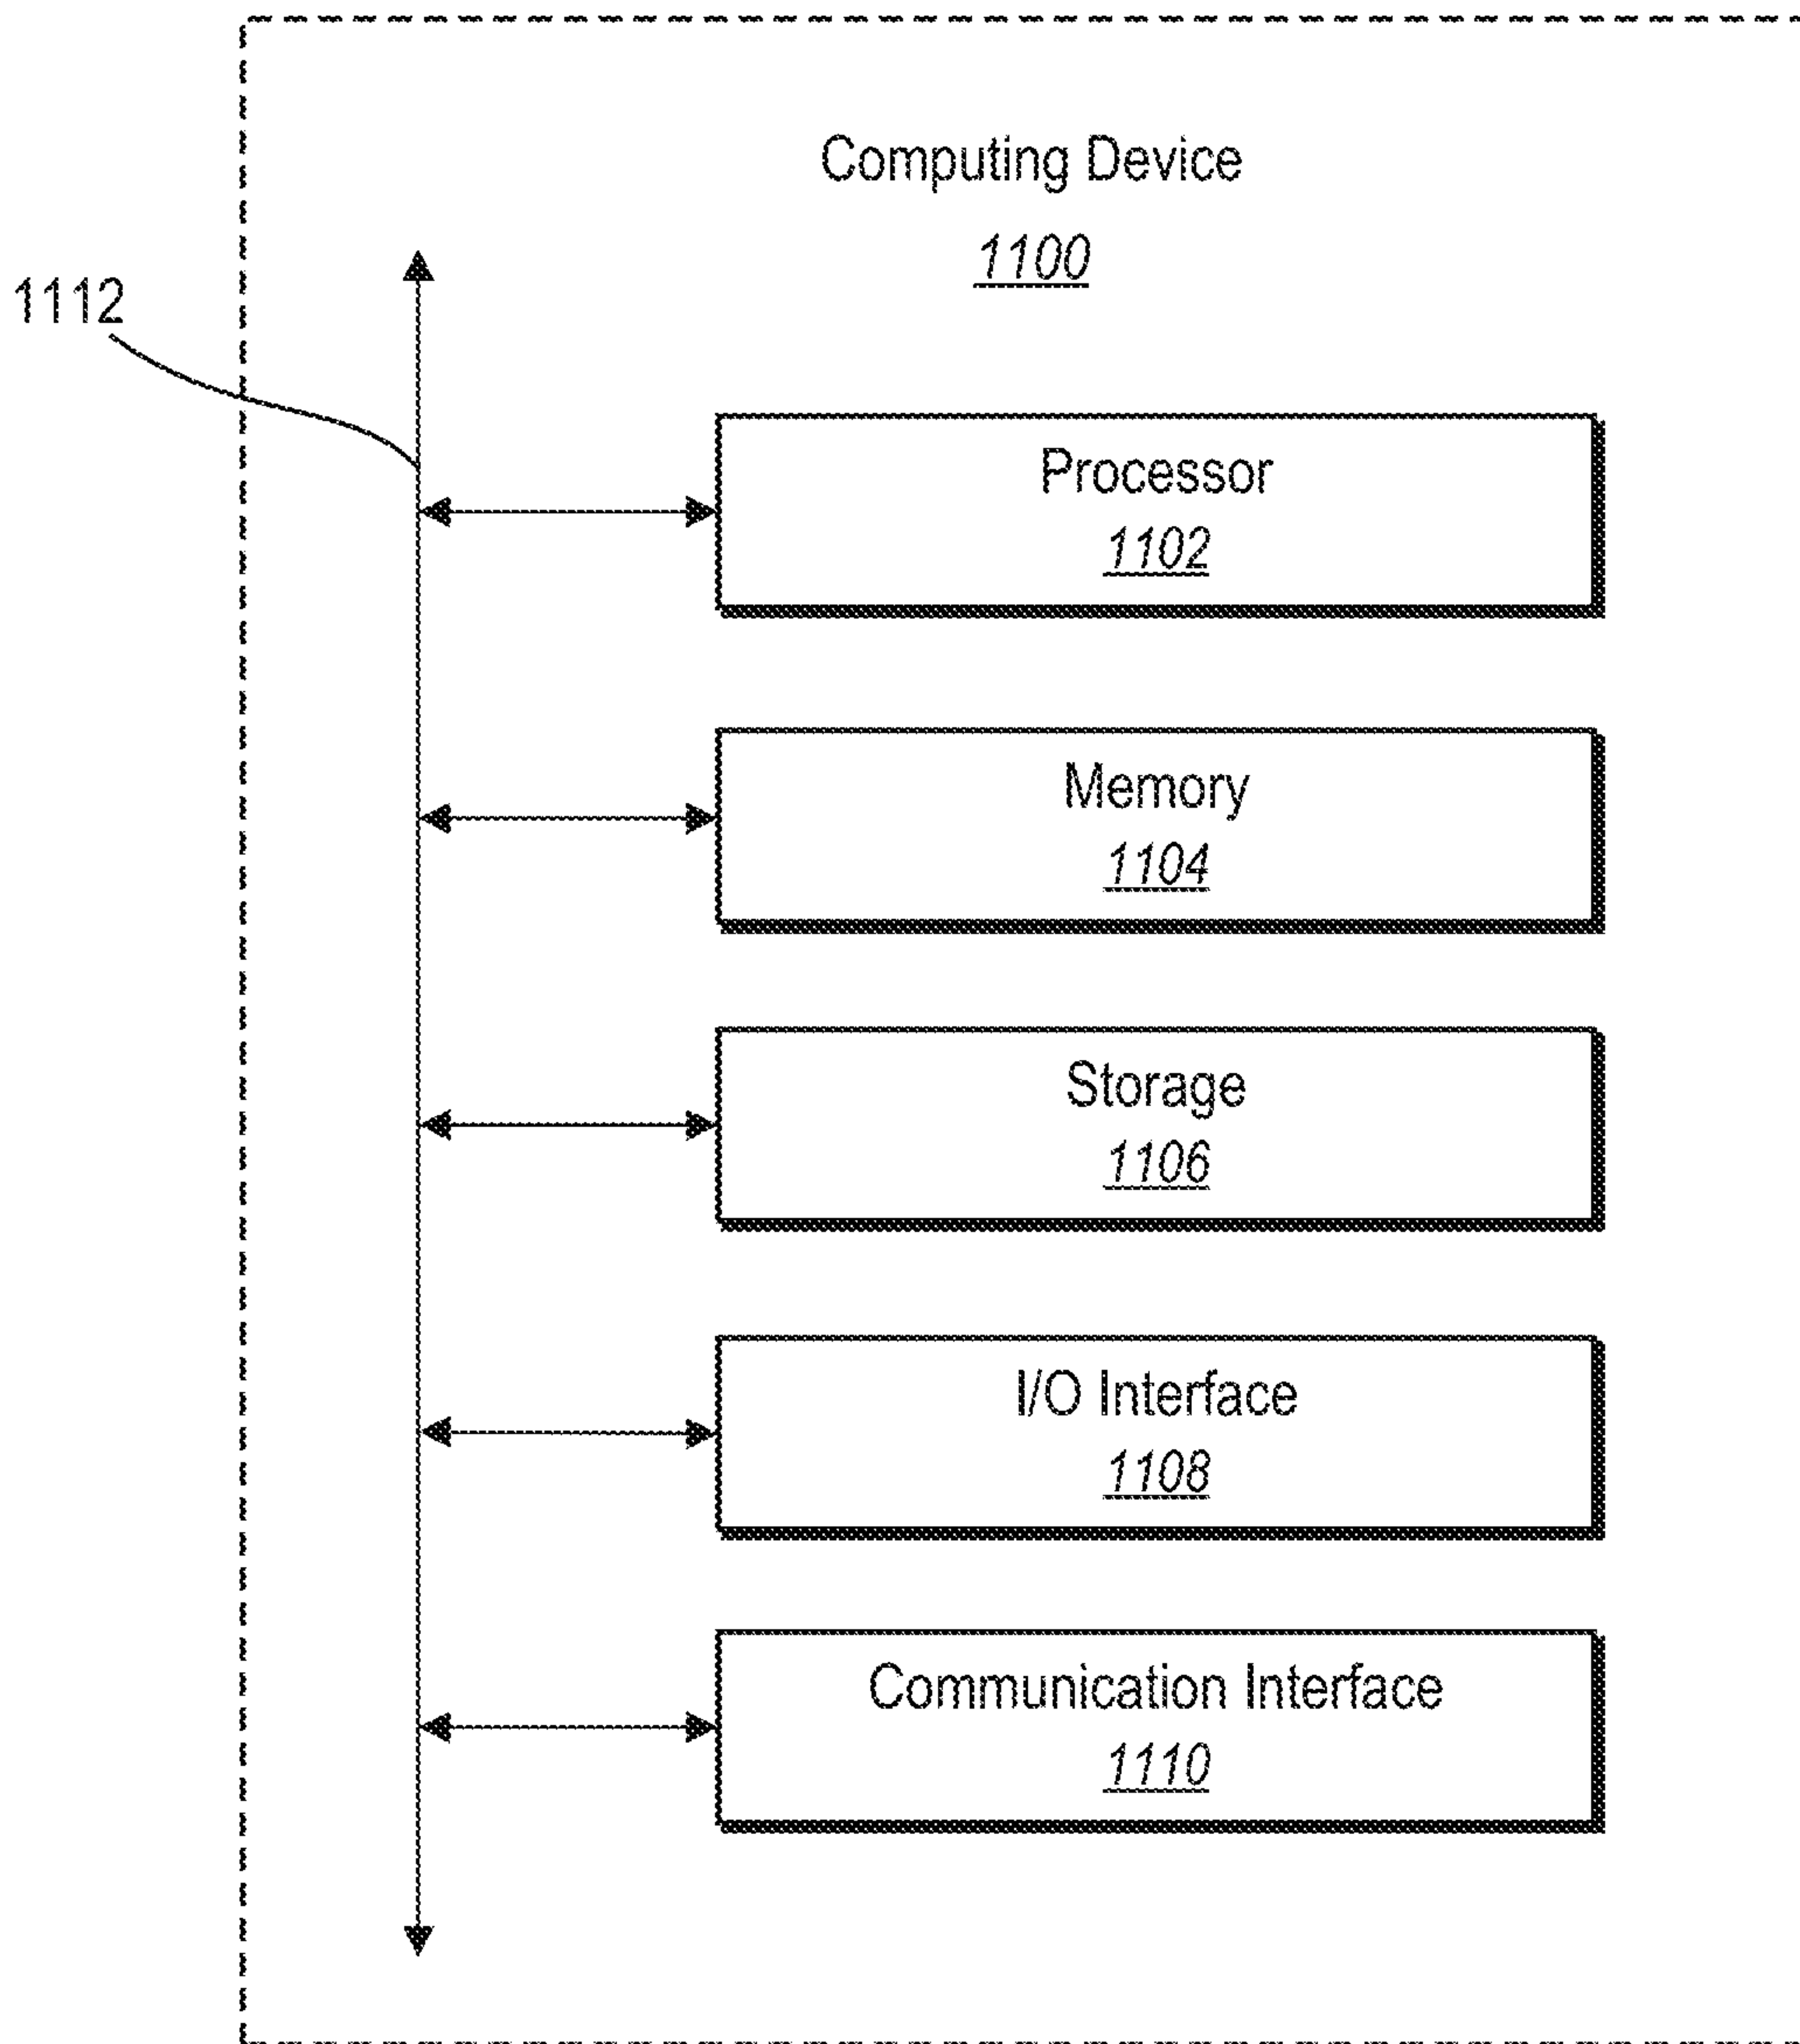 Computing Device
1100
1112
Processor
1102
Memory
1104
Storage
1106
I/O Interface
1108
Communication Interface
1110